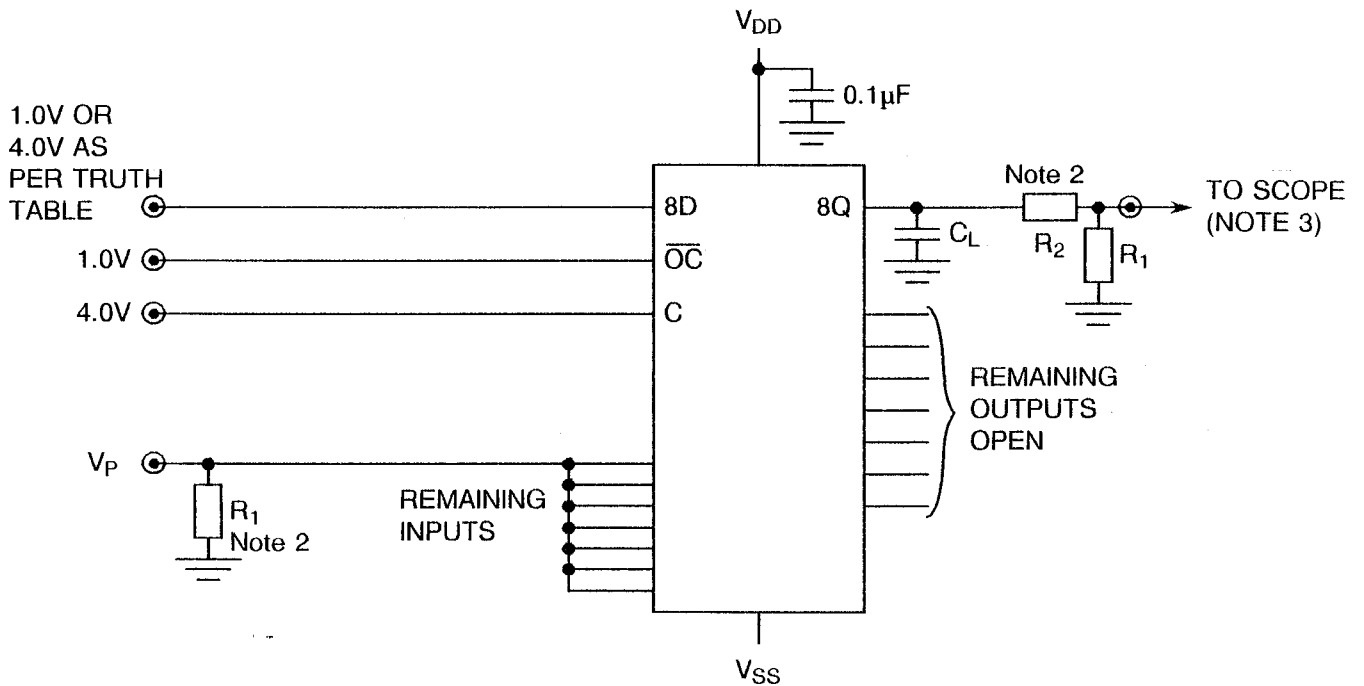 V_DD
0.1µF
1.0V OR
4.0V AS
PER TRUTH
TABLE
8D
8Q
Note 2
TO SCOPE
(NOTE 3)
C_L
R_2
R_1
1.0V
O̅C̅
4.0V
C
REMAINING
OUTPUTS
OPEN
V_P
R_1
Note 2
REMAINING
INPUTS
V_SS